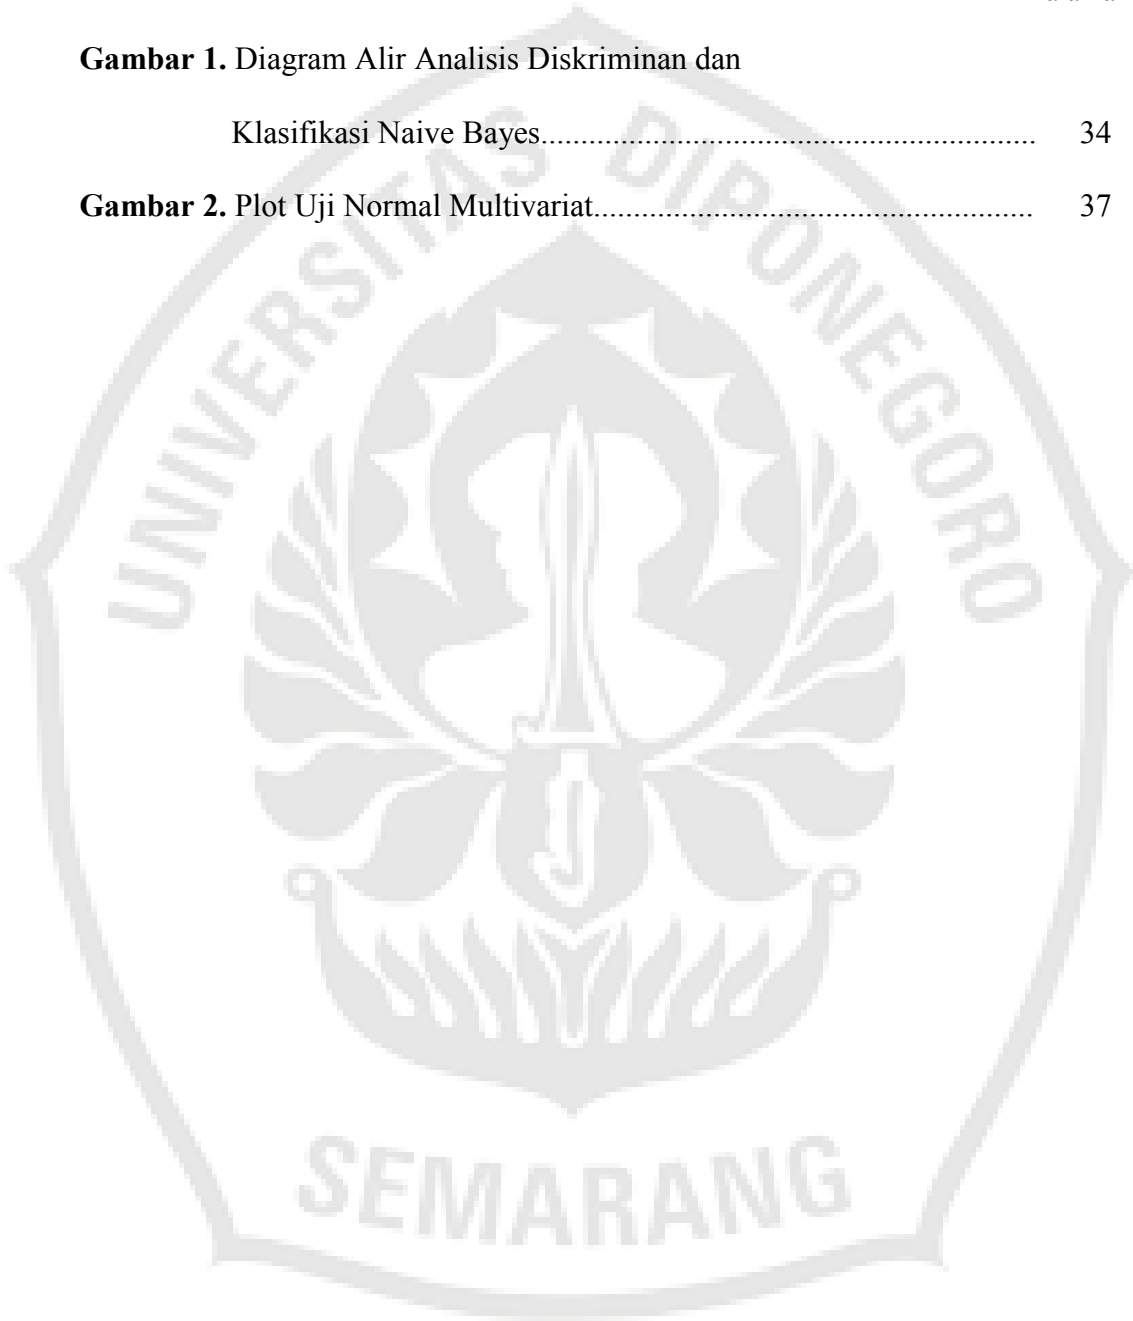 Gambar 1. Diagram Alir Analisis Diskriminan dan
Klasifikasi Naive Bayes............................................................. 34
Gambar 2. Plot Uji Normal Multivariat...................................................... 37
UNIVERSITAS DIPONEGORO
SEMARANG